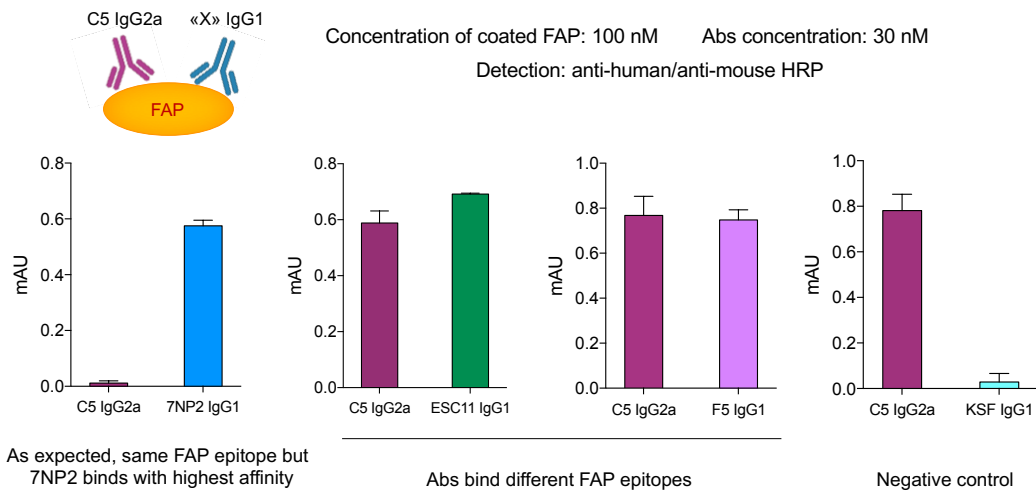 C5 IgG2a «X» IgG1
FAP
Concentration of coated FAP: 100 nM Abs concentration: 30 nM
Detection: anti-human/anti-mouse HRP
mAU
0.8
0.6
0.4
0.2
0.0
C5 IgG2a 7NP2 IgG1
As expected, same FAP epitope but
7NP2 binds with highest affinity
mAU
0.8
0.6
0.4
0.2
0.0
C5 IgG2a ESC11 IgG1
mAU
1.0
0.8
0.6
0.4
0.2
0.0
C5 IgG2a F5 IgG1
Abs bind different FAP epitopes
mAU
1.0
0.8
0.6
0.4
0.2
0.0
C5 IgG2a KSF IgG1
Negative control